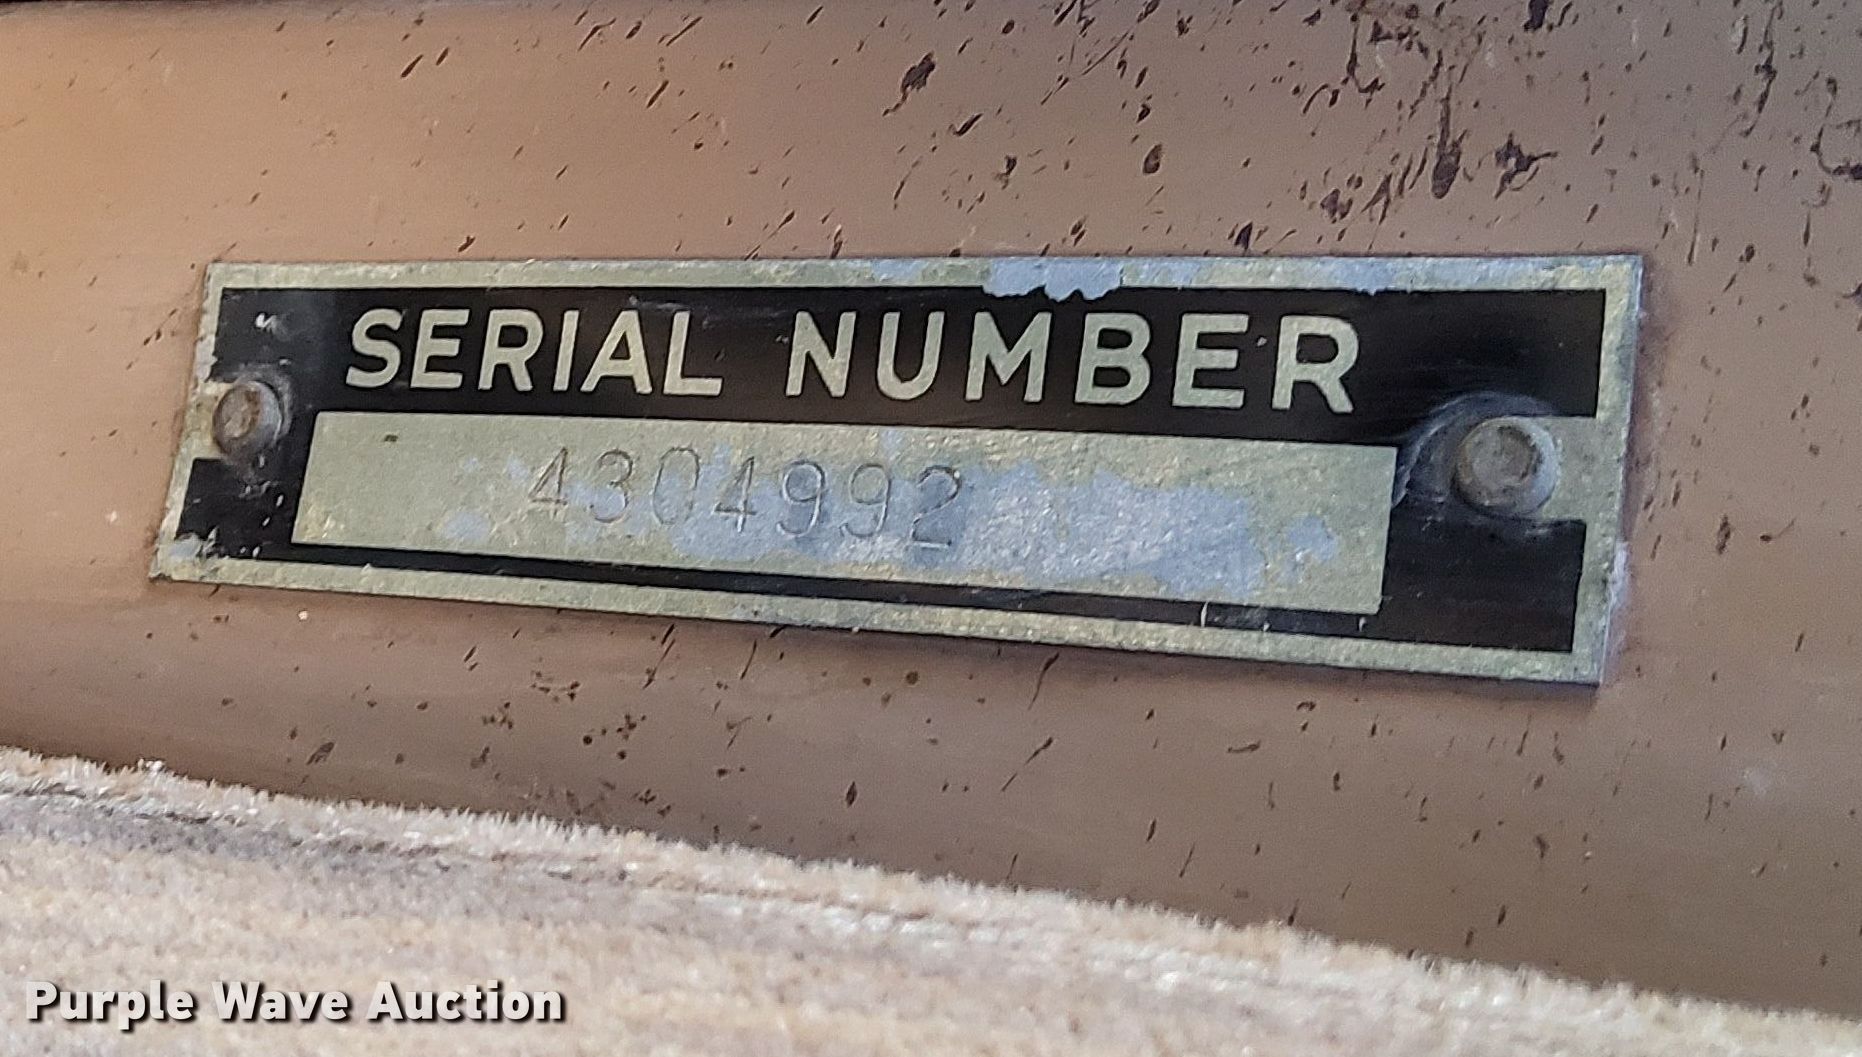 SERIAL NUMBER
4304992
Purple Wave Auction